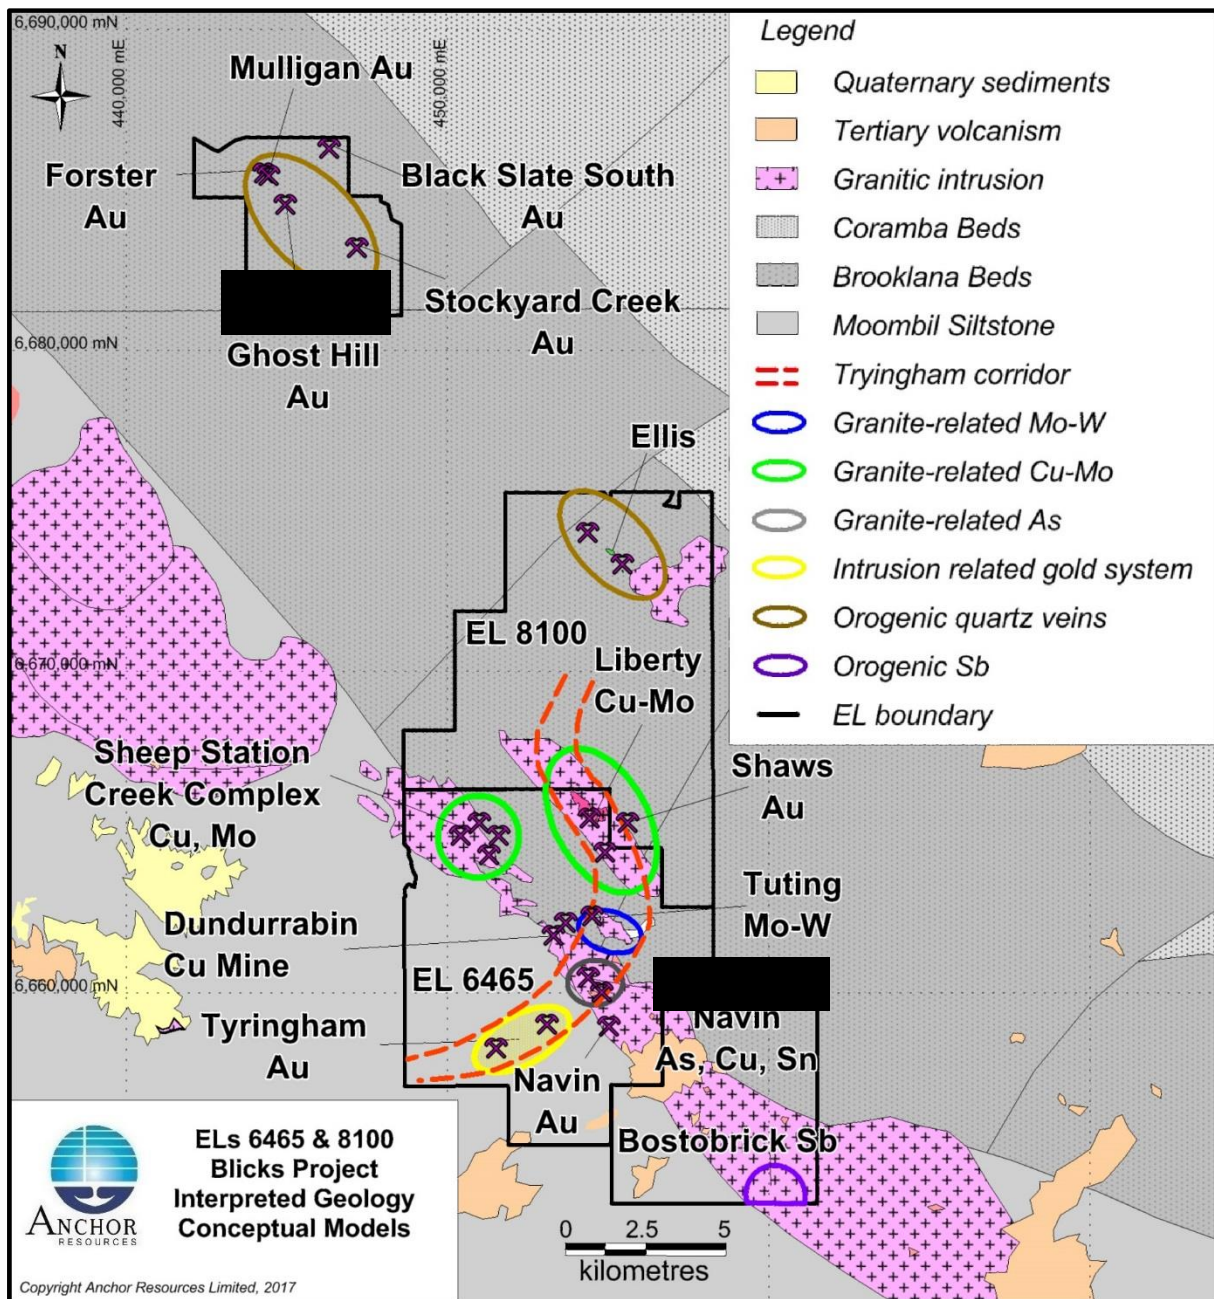 6,690,000 mN
440,000 mE
450,000 mE
N
Mulligan Au
Forster
Au
Black Slate South
Au
Stockyard Creek
Au
Ghost Hill
Au
6,680,000 mN
Ellis
EL 8100
6,670,000 mN
Liberty
Cu-Mo
Sheep Station
Creek Complex
Cu, Mo
Shaws
Au
Tuting
Mo-W
Dundurrabin
Cu Mine
EL 6465
6,660,000 mN
Tyringham
Au
Navin
As, Cu, Sn
Navin
Au
Bostobrick Sb
0 2.5 5
kilometres
Legend
Quaternary sediments
Tertiary volcanism
Granitic intrusion
Coramba Beds
Brooklana Beds
Moombil Siltstone
Tryingham corridor
Granite-related Mo-W
Granite-related Cu-Mo
Granite-related As
Intrusion related gold system
Orogenic quartz veins
Orogenic Sb
EL boundary
ANCHOR
RESOURCES
ELs 6465 & 8100
Blicks Project
Interpreted Geology
Conceptual Models
Copyright Anchor Resources Limited, 2017